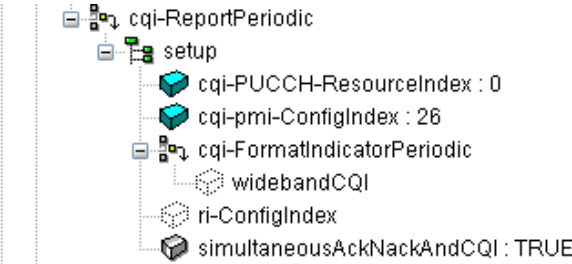 cqi-ReportPeriodic
setup
cqi-PUCCH-ResourceIndex : 0
cqi-pmi-ConfigIndex : 26
cqi-FormatIndicatorPeriodic
widebandCQI
ri-ConfigIndex
simultaneousAckNackAndCQI : TRUE